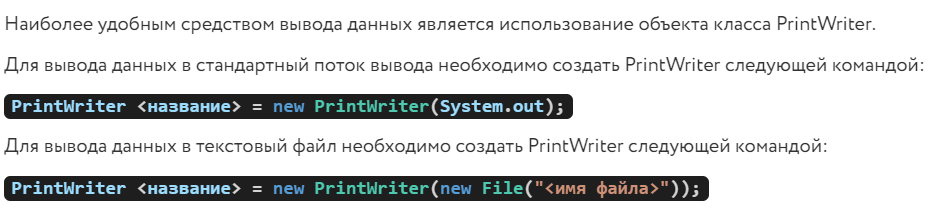 Наиболее удобным средством вывода данных является использование объекта класса PrintWriter.
Для вывода данных в стандартный поток вывода необходимо создать PrintWriter следующей командой:
PrintWriter <название> = new PrintWriter(System.out);
Для вывода данных в текстовый файл необходимо создать PrintWriter следующей командой:
PrintWriter <название> = new PrintWriter(new File("<имя файла>"));